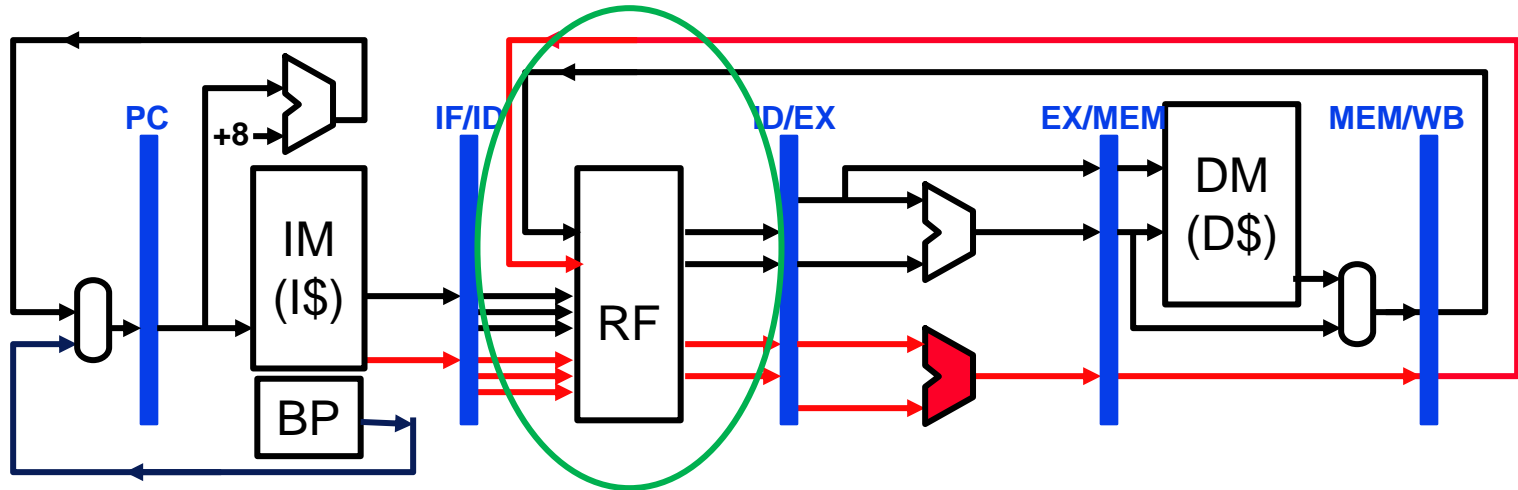 PC
IF/ID
ID/EX
EX/MEM
MEM/WB
+8
IM
(I$)
BP
RF
DM
(D$)